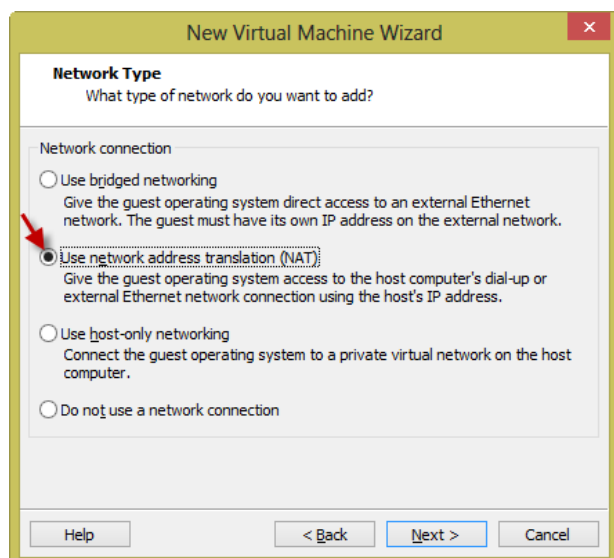 New Virtual Machine Wizard
Network Type
What type of network do you want to add?
Network connection
Use bridged networking
Give the guest operating system direct access to an external Ethernet
network. The guest must have its own IP address on the external network.
Use network address translation (NAT)
Give the guest operating system access to the host computer's dial-up or
external Ethernet network connection using the host's IP address.
Use host-only networking
Connect the guest operating system to a private virtual network on the host
computer.
Do not use a network connection
Help
< Back
Next >
Cancel